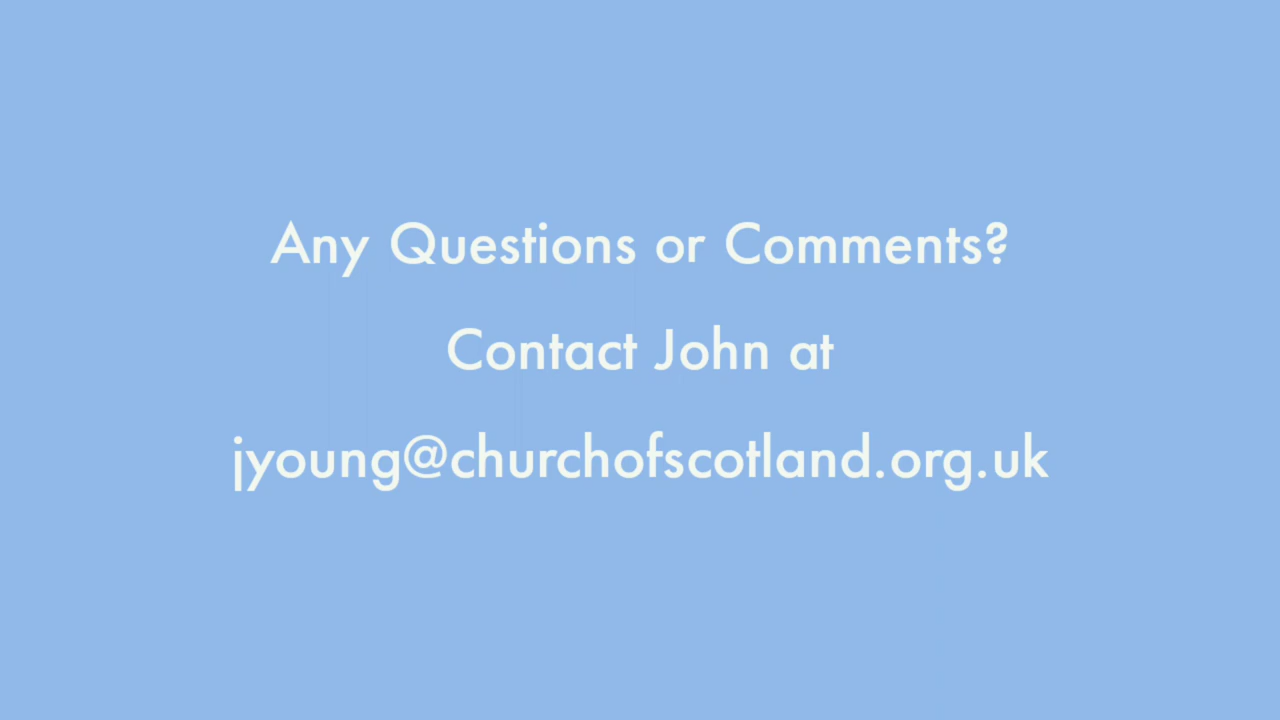 Any Questions or Comments?
Contact John at
jyoung@churchofscotland.org.uk